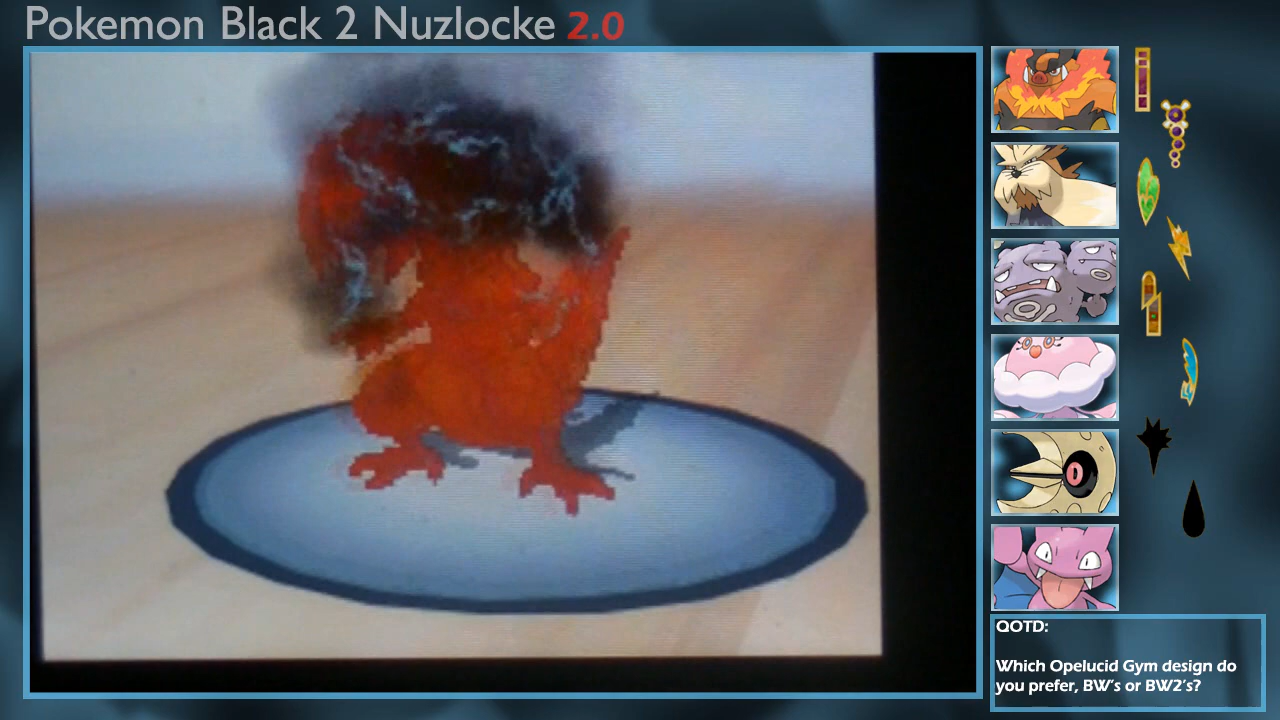 Pokemon Black 2 Nuzlocke 2.0
QOTD:
Which Opelucid Gym design do
you prefer, BW's or BW2's?